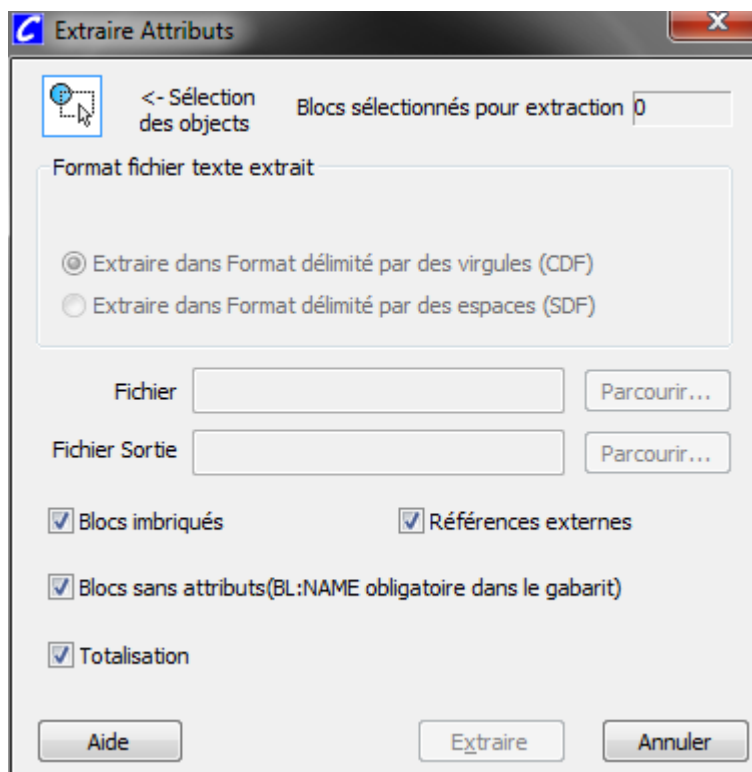 Extraire Attributs
<- Sélection
des objects
Blocs sélectionnés pour extraction 0
Format fichier texte extrait
Extraire dans Format délimité par des virgules (CDF)
Extraire dans Format délimité par des espaces (SDF)
Fichier
Parcourir...
Fichier Sortie
Parcourir...
Blocs imbriqués
Références externes
Blocs sans attributs(BL:NAME obligatoire dans le gabarit)
Totalisation
Aide
Extraire
Annuler